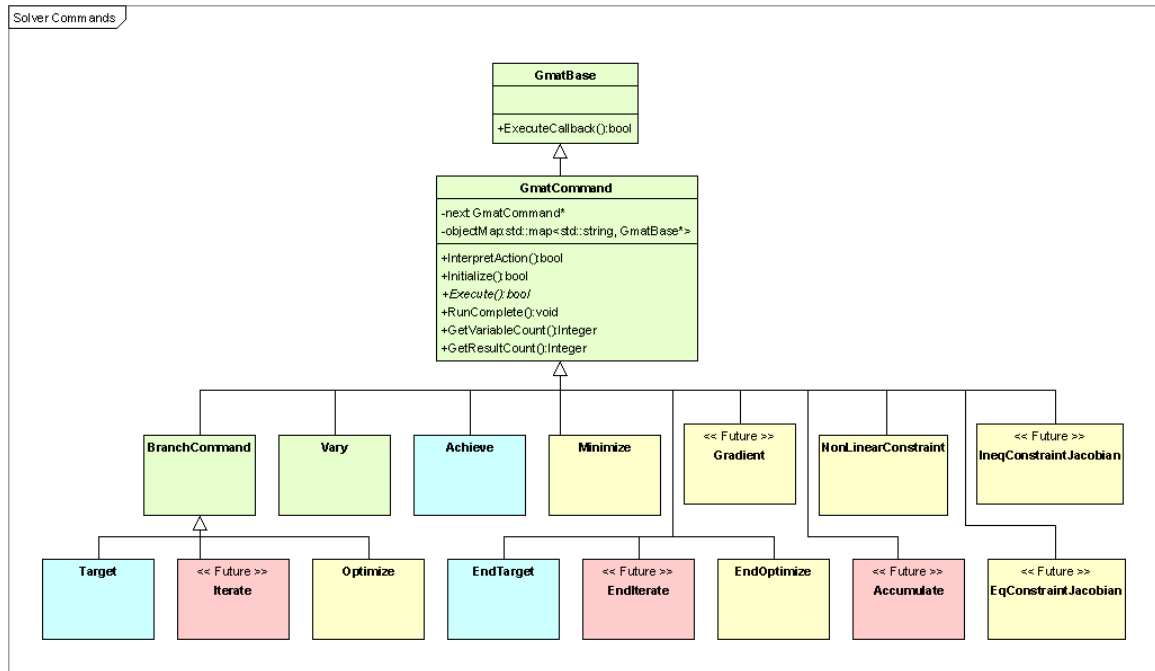 Solver Commands
GmatBase
+ExecuteCallback():bool
GmatCommand
-next:GmatCommand*
-objectMap:std::map<std::string, GmatBase*>
+InterpretAction():bool
+Initialize():bool
+Execute():bool
+RunComplete():void
+GetVariableCount():Integer
+GetResultCount():Integer
BranchCommand
Vary
Achieve
Minimize
<< Future >>
Gradient
NonLinearConstraint
<< Future >>
IneqConstraintJacobian
Target
<< Future >>
Iterate
Optimize
EndTarget
<< Future >>
EndIterate
EndOptimize
<< Future >>
Accumulate
<< Future >>
EqConstraintJacobian